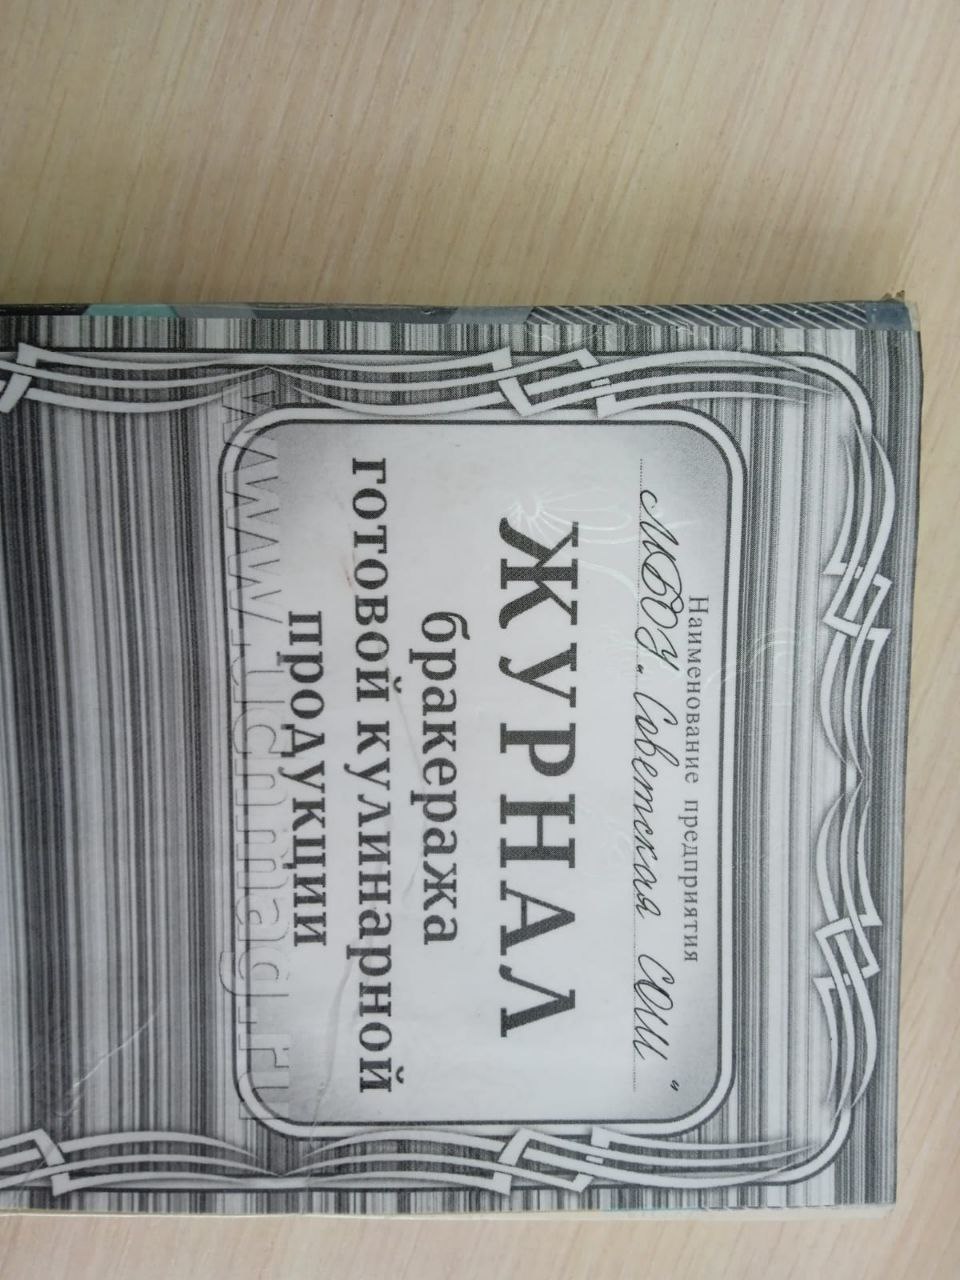 Наименование предприятия
МБОУ „Советская СОШ"
ЖУРНАЛ
бракеража
готовой кулинарной
продукции